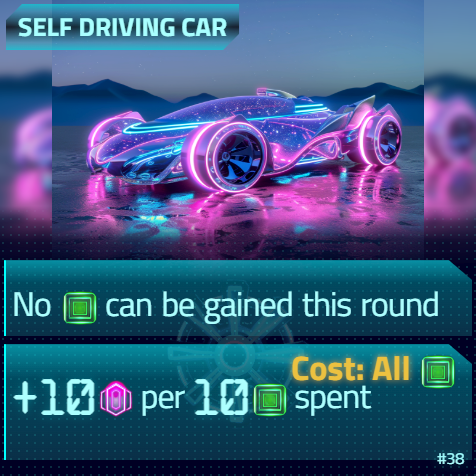 SELF DRIVING CAR
No can be gained this round
Cost: All
+10 per 10 spent
#38